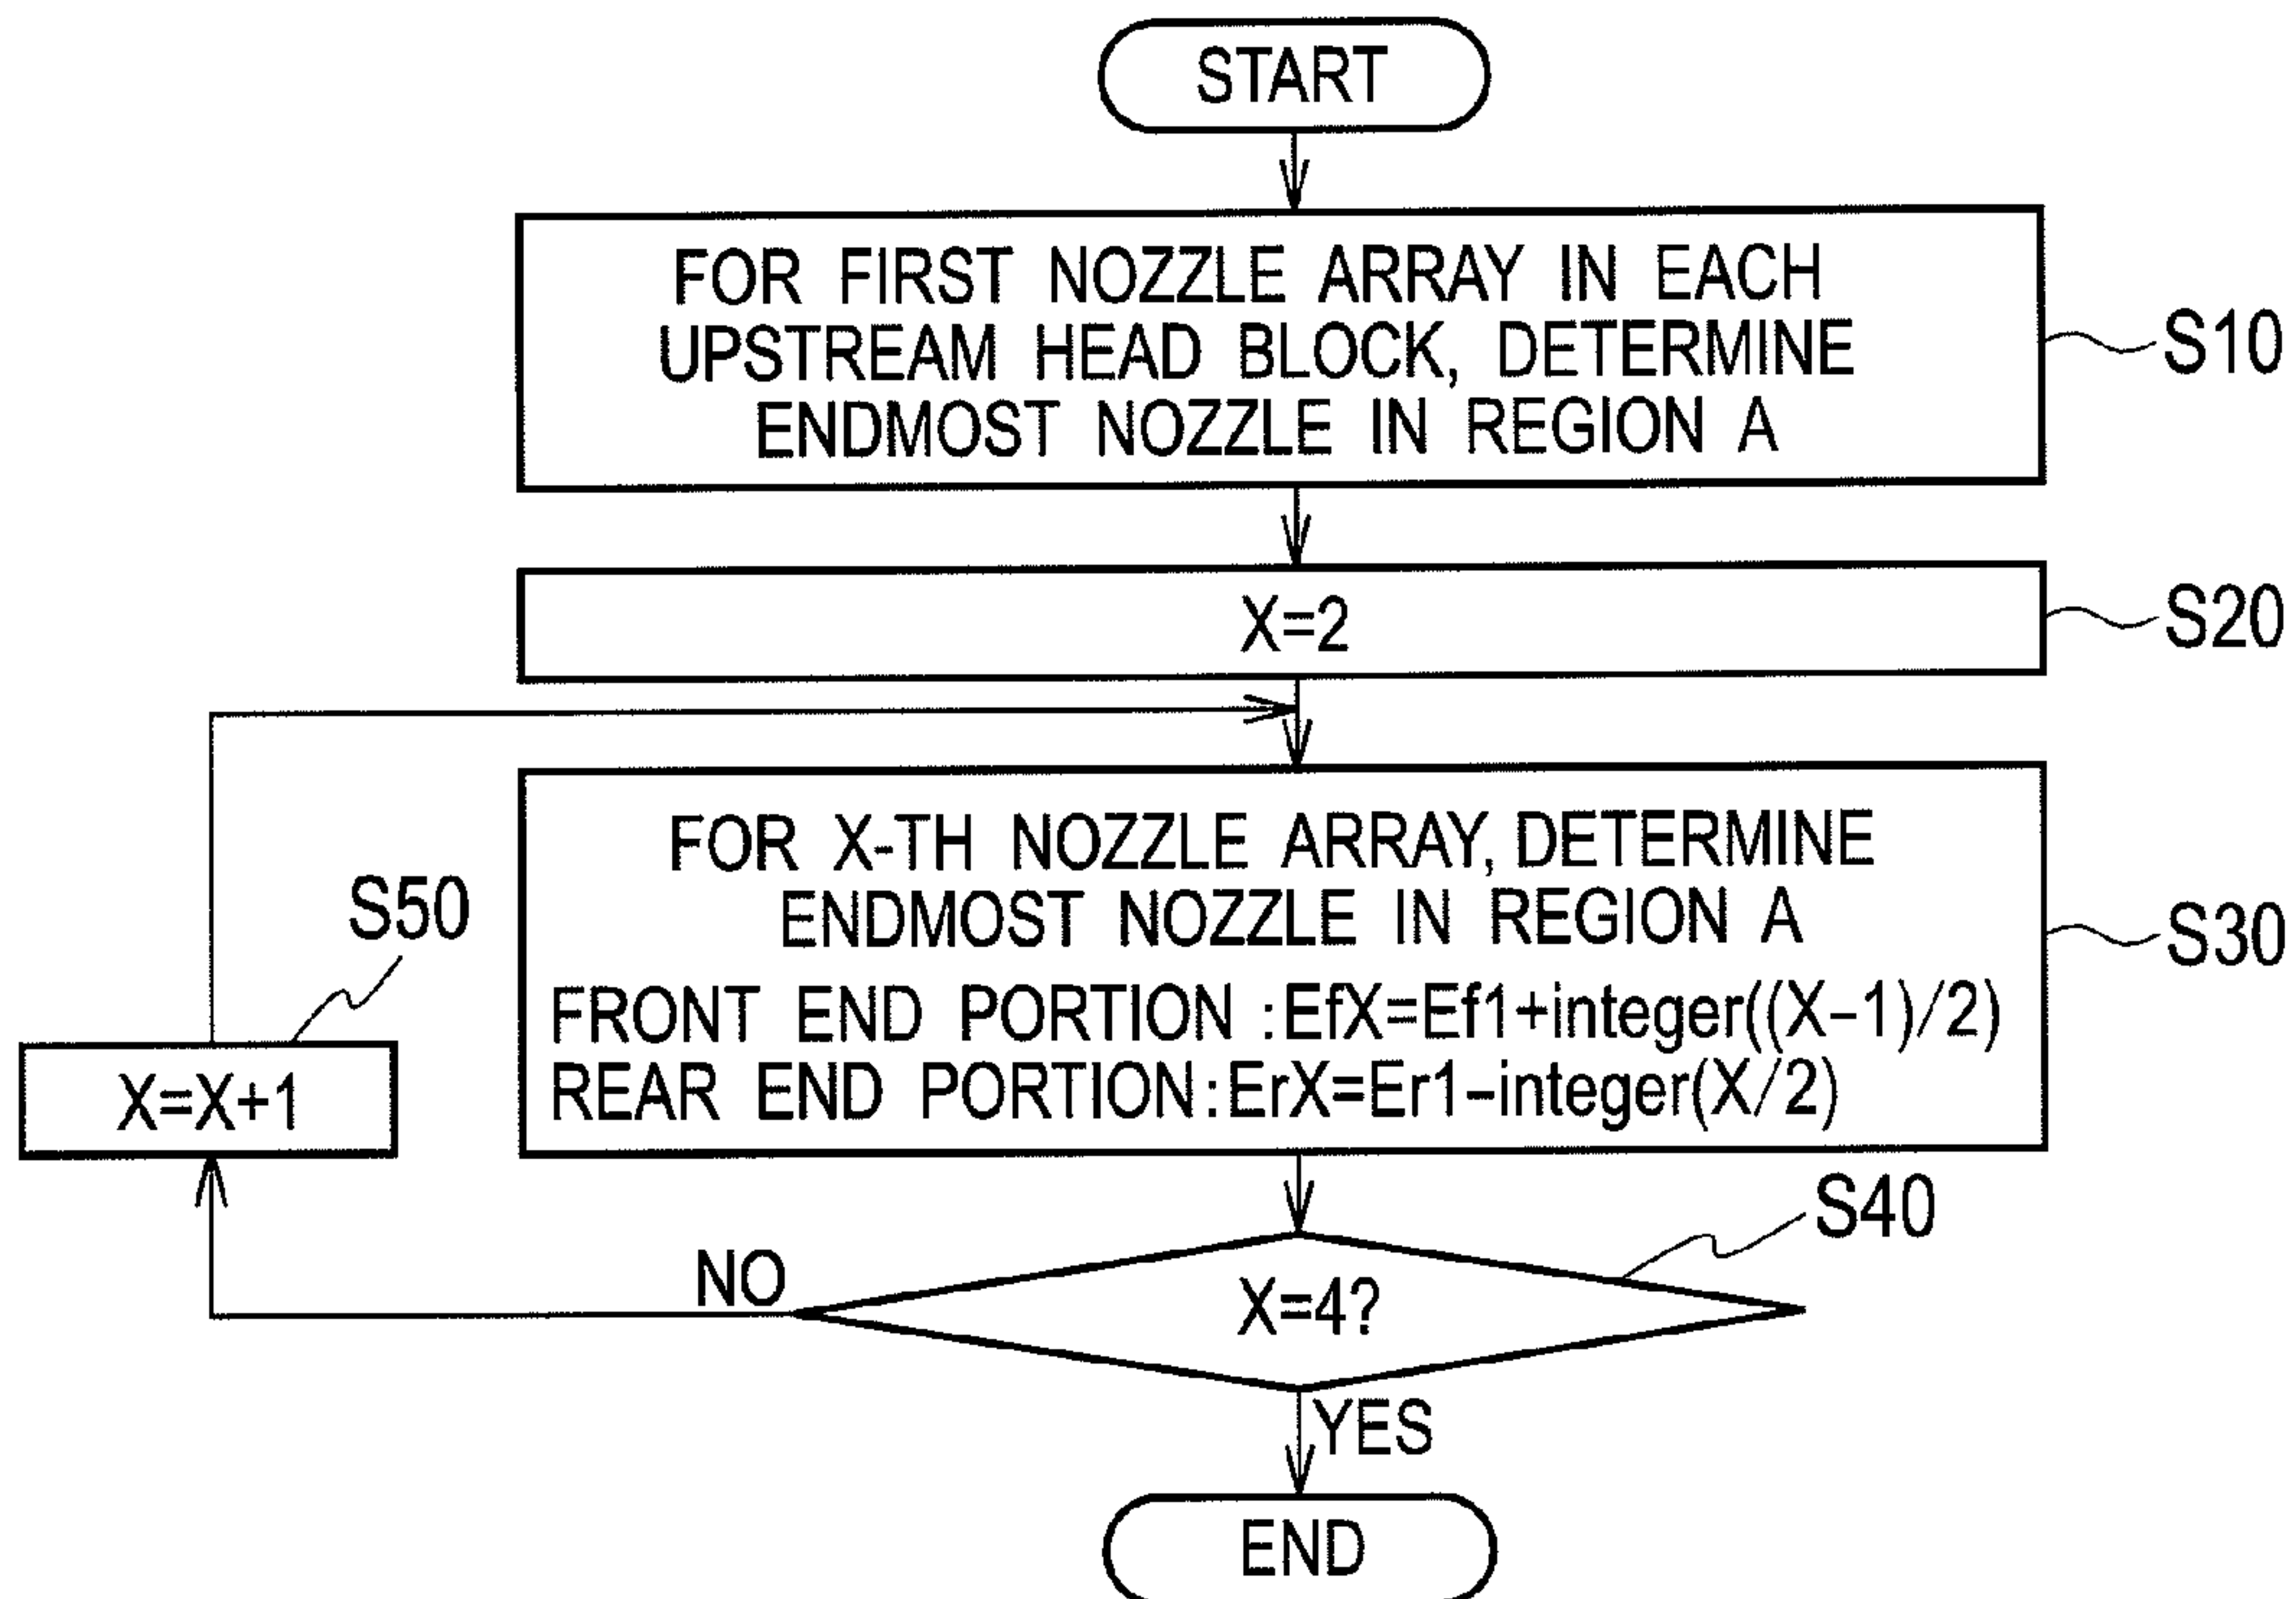 START
FOR FIRST NOZZLE ARRAY IN EACH
UPSTREAM HEAD BLOCK, DETERMINE
ENDMOST NOZZLE IN REGION A
S10
X=2
S20
FOR X-TH NOZZLE ARRAY, DETERMINE
ENDMOST NOZZLE IN REGION A
FRONT END PORTION :EfX=Ef1+integer((X-1)/2)
REAR END PORTION:ErX=Er1-integer(X/2)
S30
S50
X=X+1
S40
X=4?
NO
YES
END